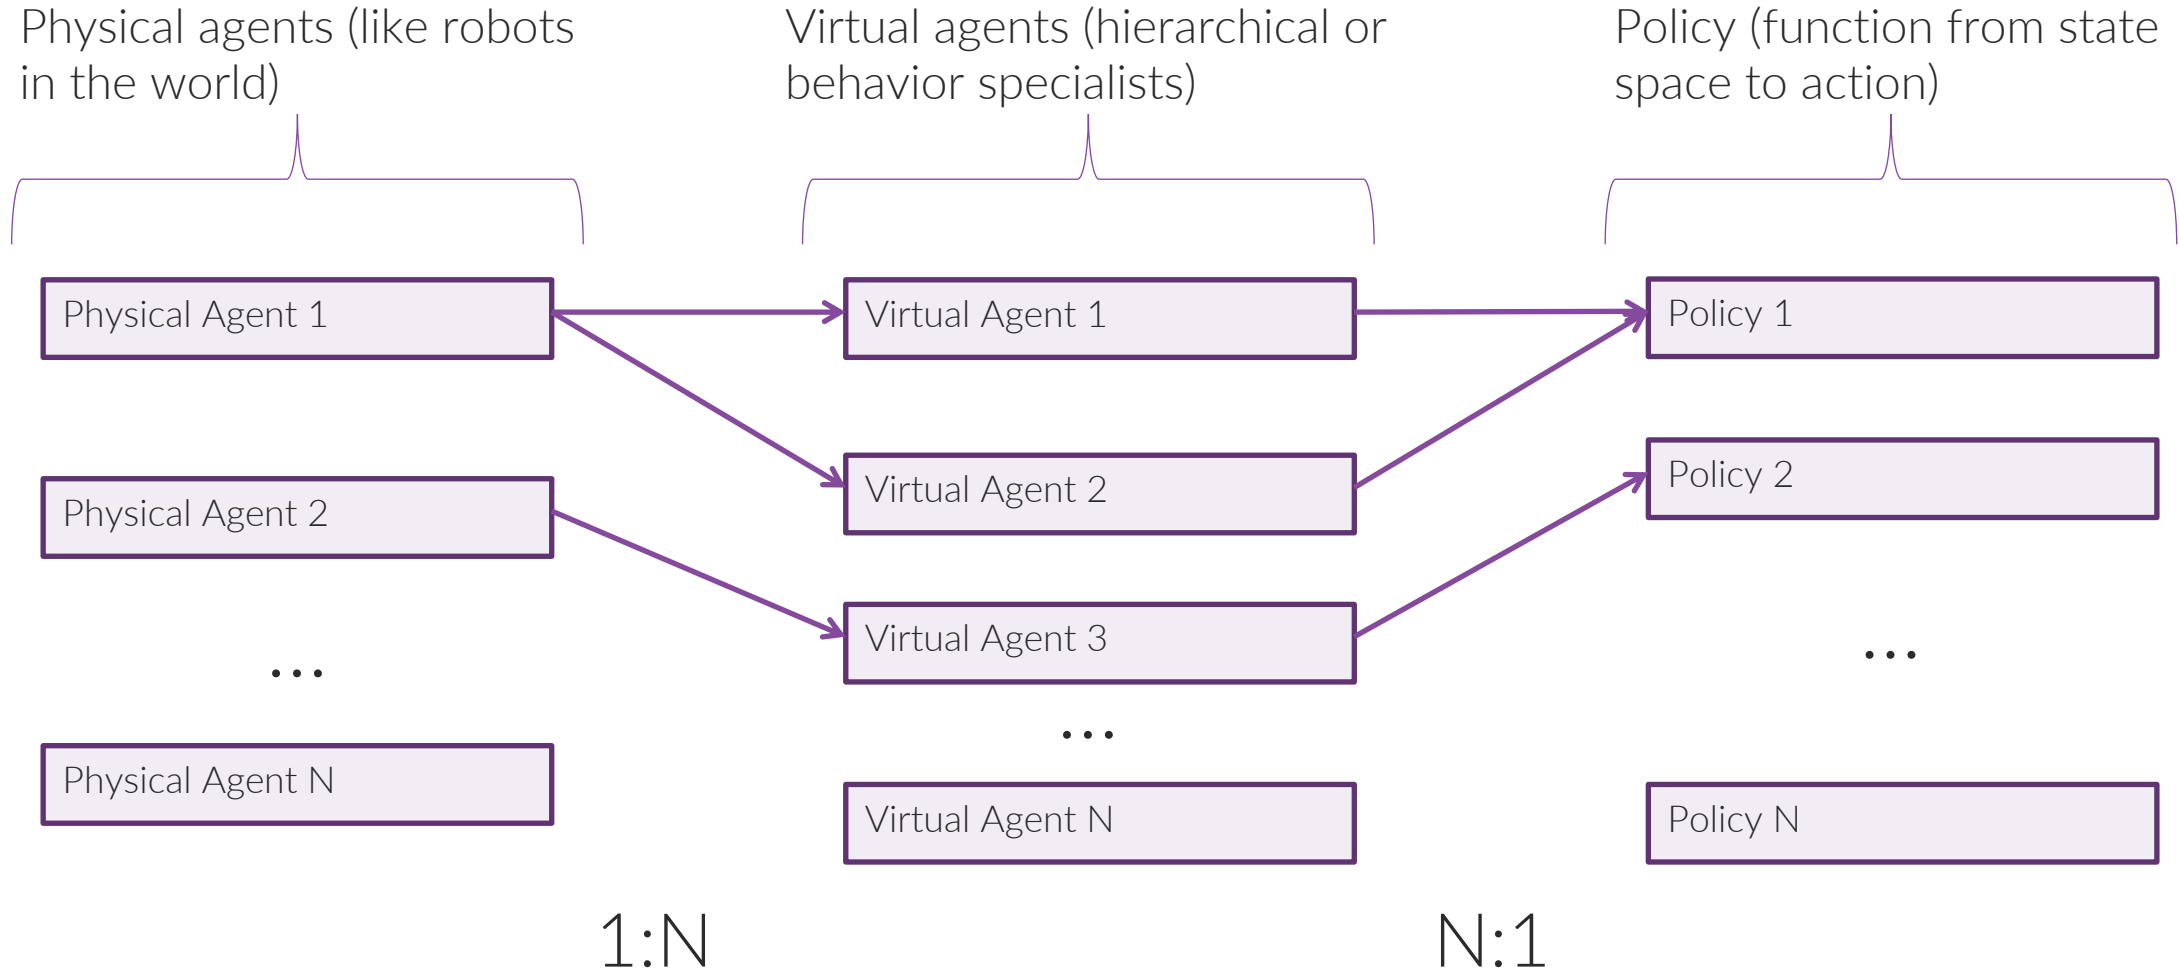 Physical agents (like robots
in the world)
Virtual agents (hierarchical or
behavior specialists)
Policy (function from state
space to action)
Physical Agent 1
Virtual Agent 1
Policy 1
Physical Agent 2
Virtual Agent 2
Policy 2
Virtual Agent 3
...
...
...
Physical Agent N
Virtual Agent N
Policy N
1:N
N:1